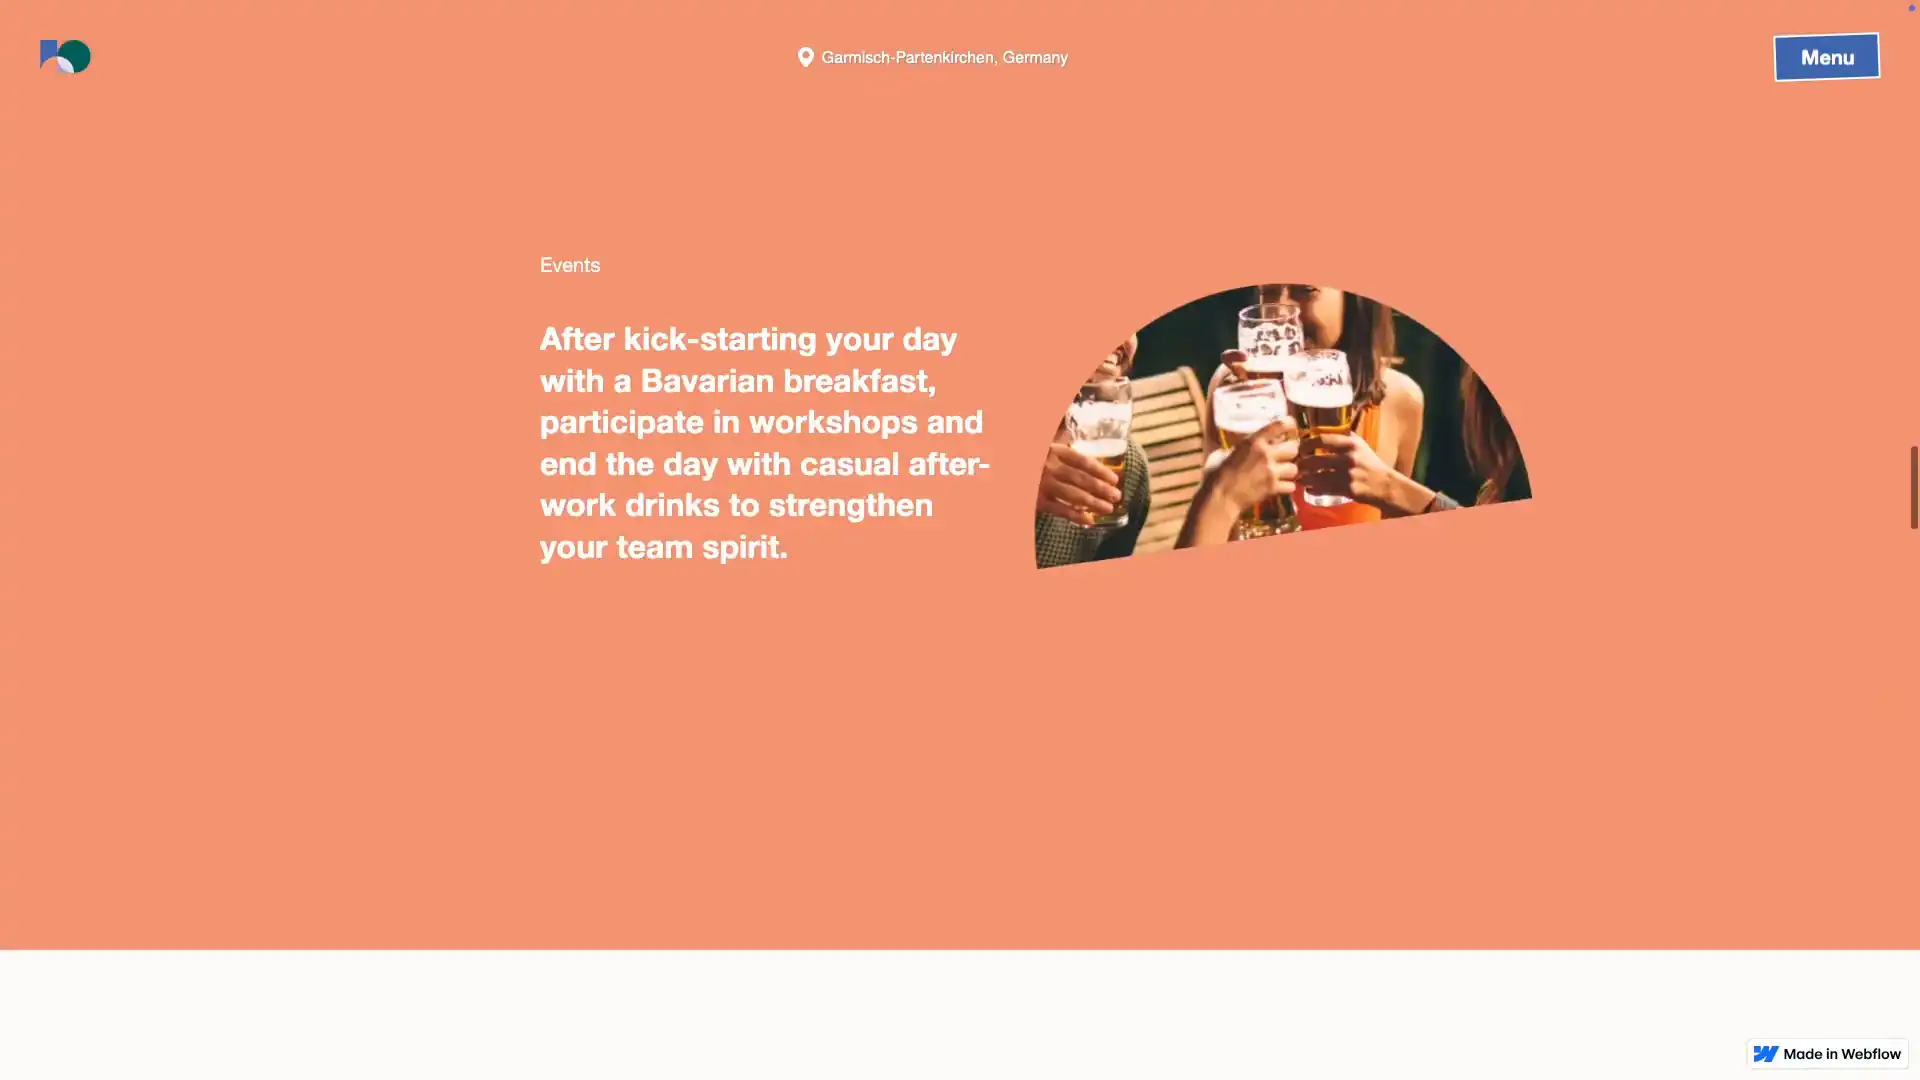 Garmisch-Partenkirchen, Germany
Menu
Events
After kick-starting your day
with a Bavarian breakfast,
participate in workshops and
end the day with casual after-
work drinks to strengthen
your team spirit.
Made in Webflow